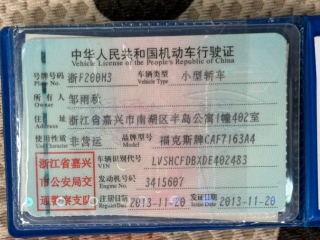 中华人民共和国机动车行驶证
Vehicle License of the People's Republic of China
号牌号码 Plate No. 浙F200H3 车辆类型 Vehicle Type 小型轿车
所有人 Owner 邹雨松
住址 Address 浙江省嘉兴市南湖区半岛公寓1幢402室
使用性质 Use Character 非营运 品牌型号 Model 福克斯牌CAF7163A4
车辆识别代号 VIN LVSHCFDBXDE402483
发动机号码 Engine No. 3415607
注册日期 Register Date 2013-11-20 发证日期 Issue Date 2013-11-20
浙江省嘉兴
市公安局交
通警察支队